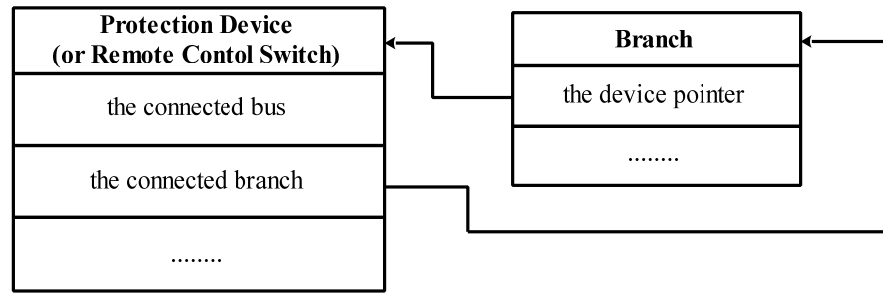 Protection Device
(or Remote Contol Switch)
the connected bus
the connected branch
........
Branch
the device pointer
........